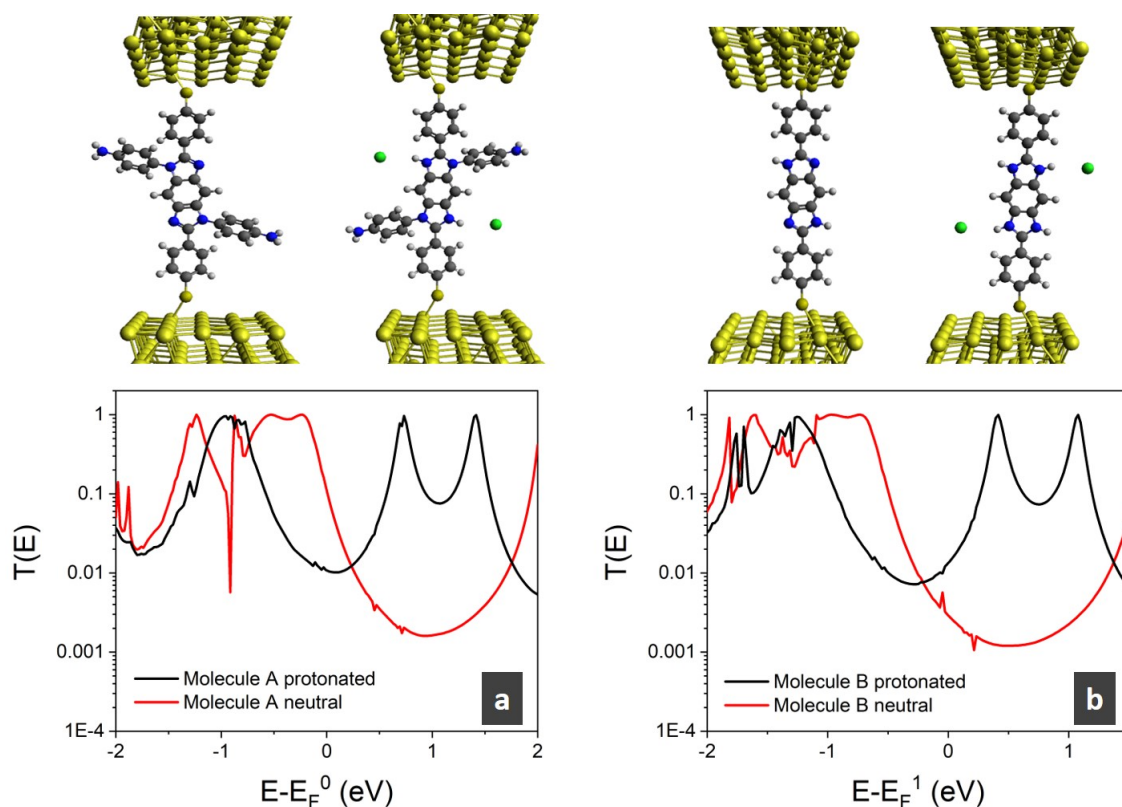 1
0.1
0.01
0.001
1E-4
T(E)
Molecule A protonated
Molecule A neutral
a
-2
-1
0
1
2
E-E_F^0 (eV)
1
0.1
0.01
0.001
1E-4
T(E)
Molecule B protonated
Molecule B neutral
b
-2
-1
0
1
E-E_F^1 (eV)